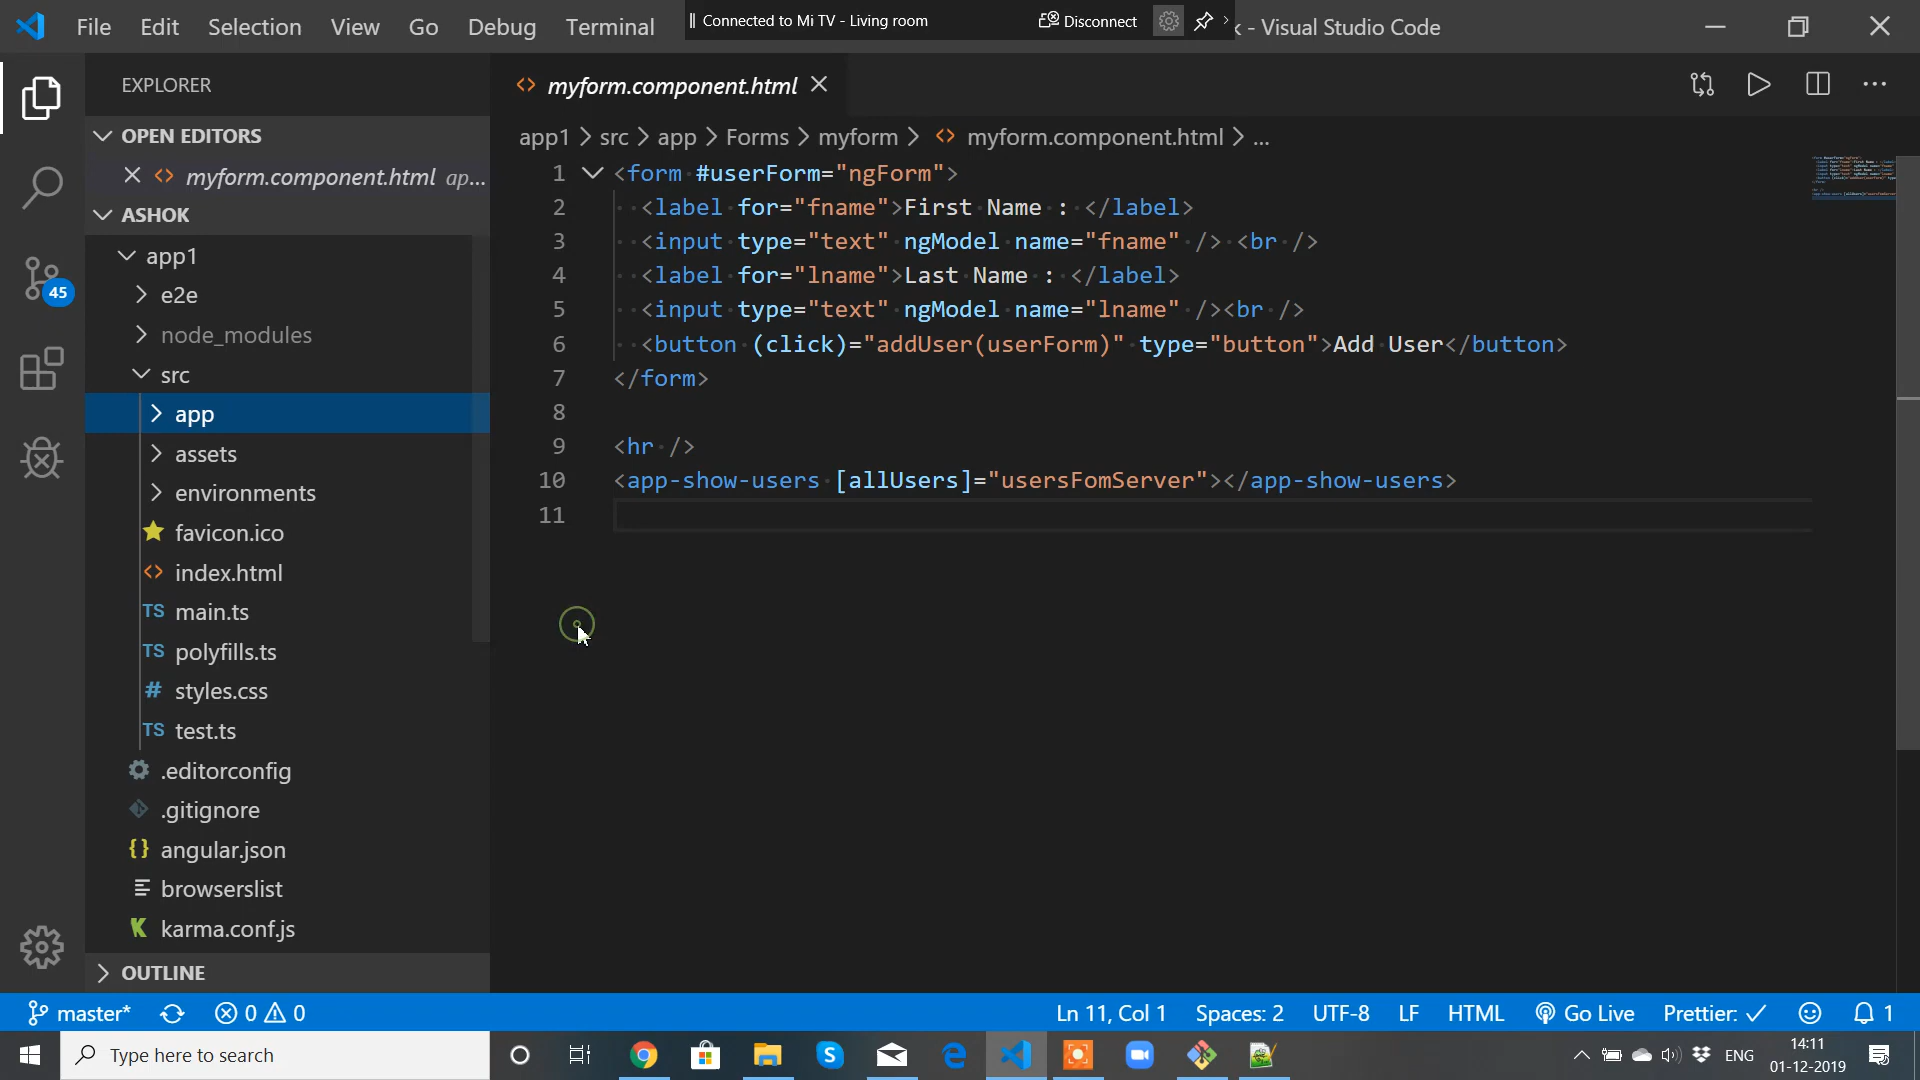 File Edit Selection View Go Debug Terminal
Connected to Mi TV - Living room Disconnect
- Visual Studio Code
EXPLORER
OPEN EDITORS
myform.component.html ap...
ASHOK
app1
e2e
node_modules
src
app
assets
environments
favicon.ico
index.html
TS main.ts
TS polyfills.ts
# styles.css
TS test.ts
.editorconfig
.gitignore
{} angular.json
browserslist
karma.conf.js
OUTLINE
45
<> myform.component.html
app1 > src > app > Forms > myform > <> myform.component.html > ...
1 <form #userForm="ngForm">
2 <label for="fname">First Name : </label>
3 <input type="text" ngModel name="fname" /> <br />
4 <label for="lname">Last Name : </label>
5 <input type="text" ngModel name="lname" /><br />
6 <button (click)="addUser(userForm)" type="button">Add User</button>
7 </form>
8
9 <hr />
10 <app-show-users [allUsers]="usersFomServer"></app-show-users>
11
master* 0 0 Ln 11, Col 1 Spaces: 2 UTF-8 LF HTML Go Live Prettier: ✓ 1
Type here to search
ENG
14:11
01-12-2019